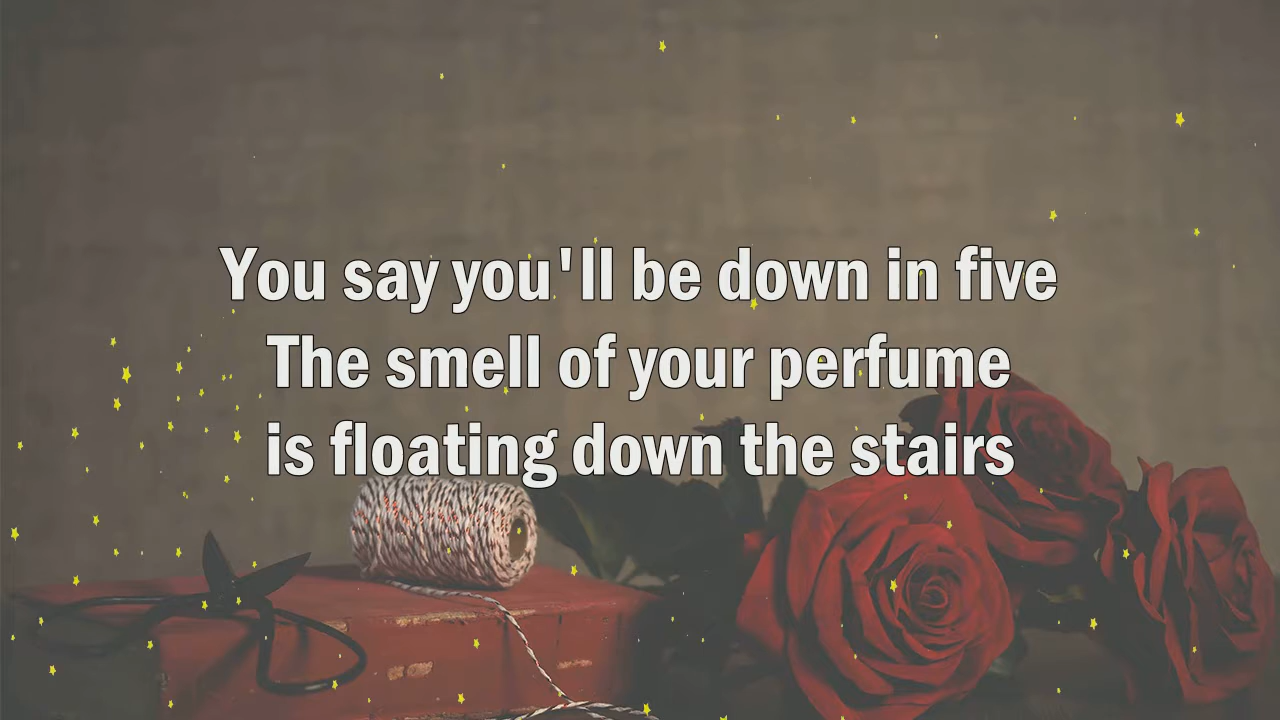 You say you'll be down in five
The smell of your perfume
is floating down the stairs